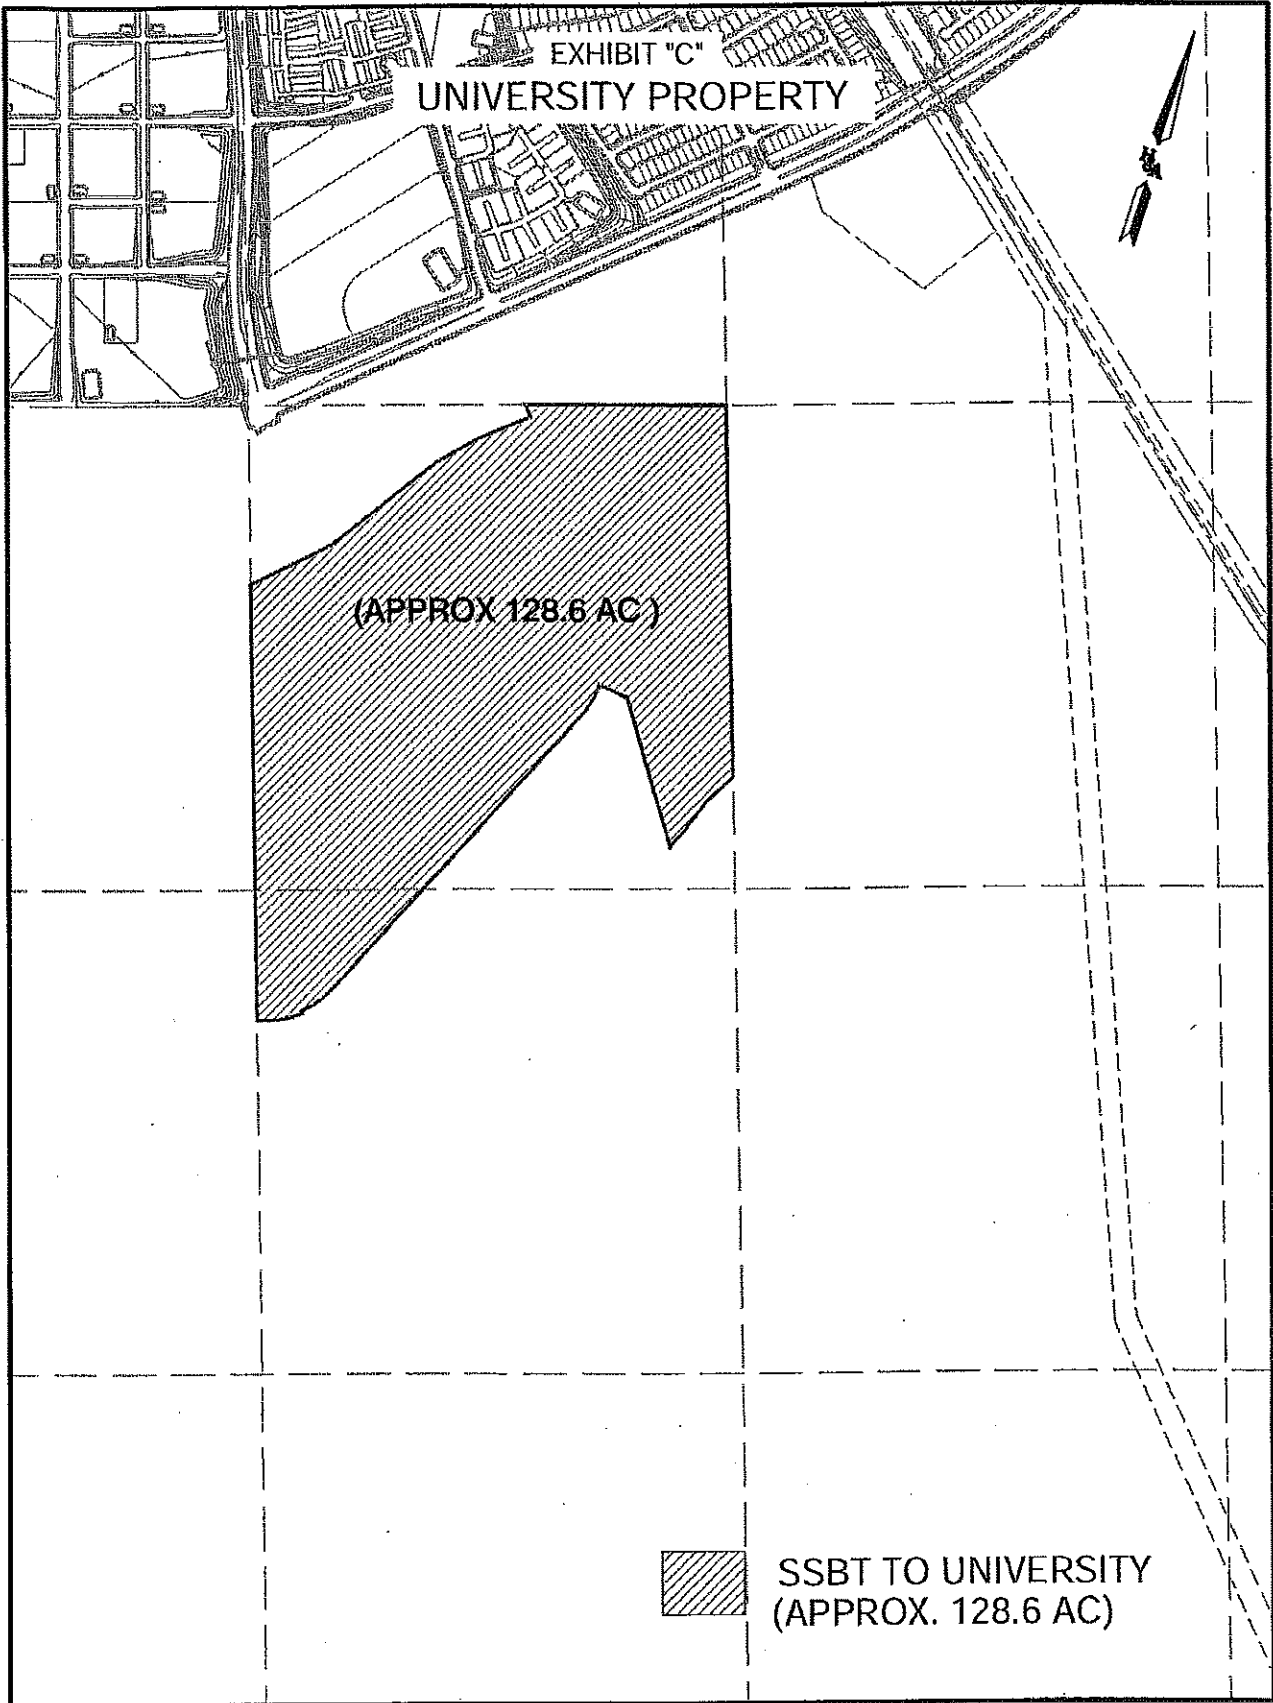 EXHIBIT "C"
UNIVERSITY PROPERTY
(APPROX 128.6 AC )
SSBT TO UNIVERSITY
(APPROX. 128.6 AC)